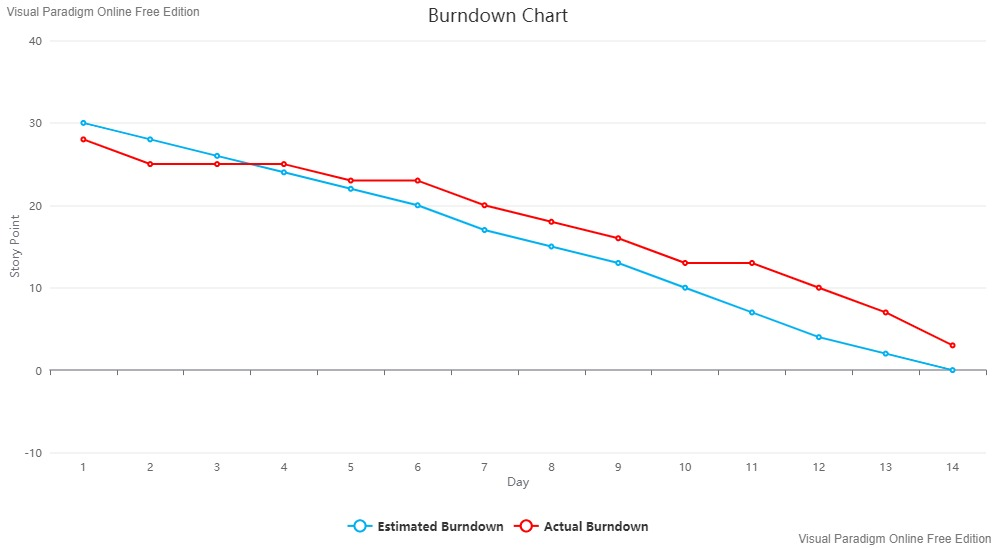 Visual Paradigm Online Free Edition
Burndown Chart
40
30
20
10
0
-10
Story Point
1 2 3 4 5 6 7 8 9 10 11 12 13 14
Day
Estimated Burndown Actual Burndown
Visual Paradigm Online Free Edition